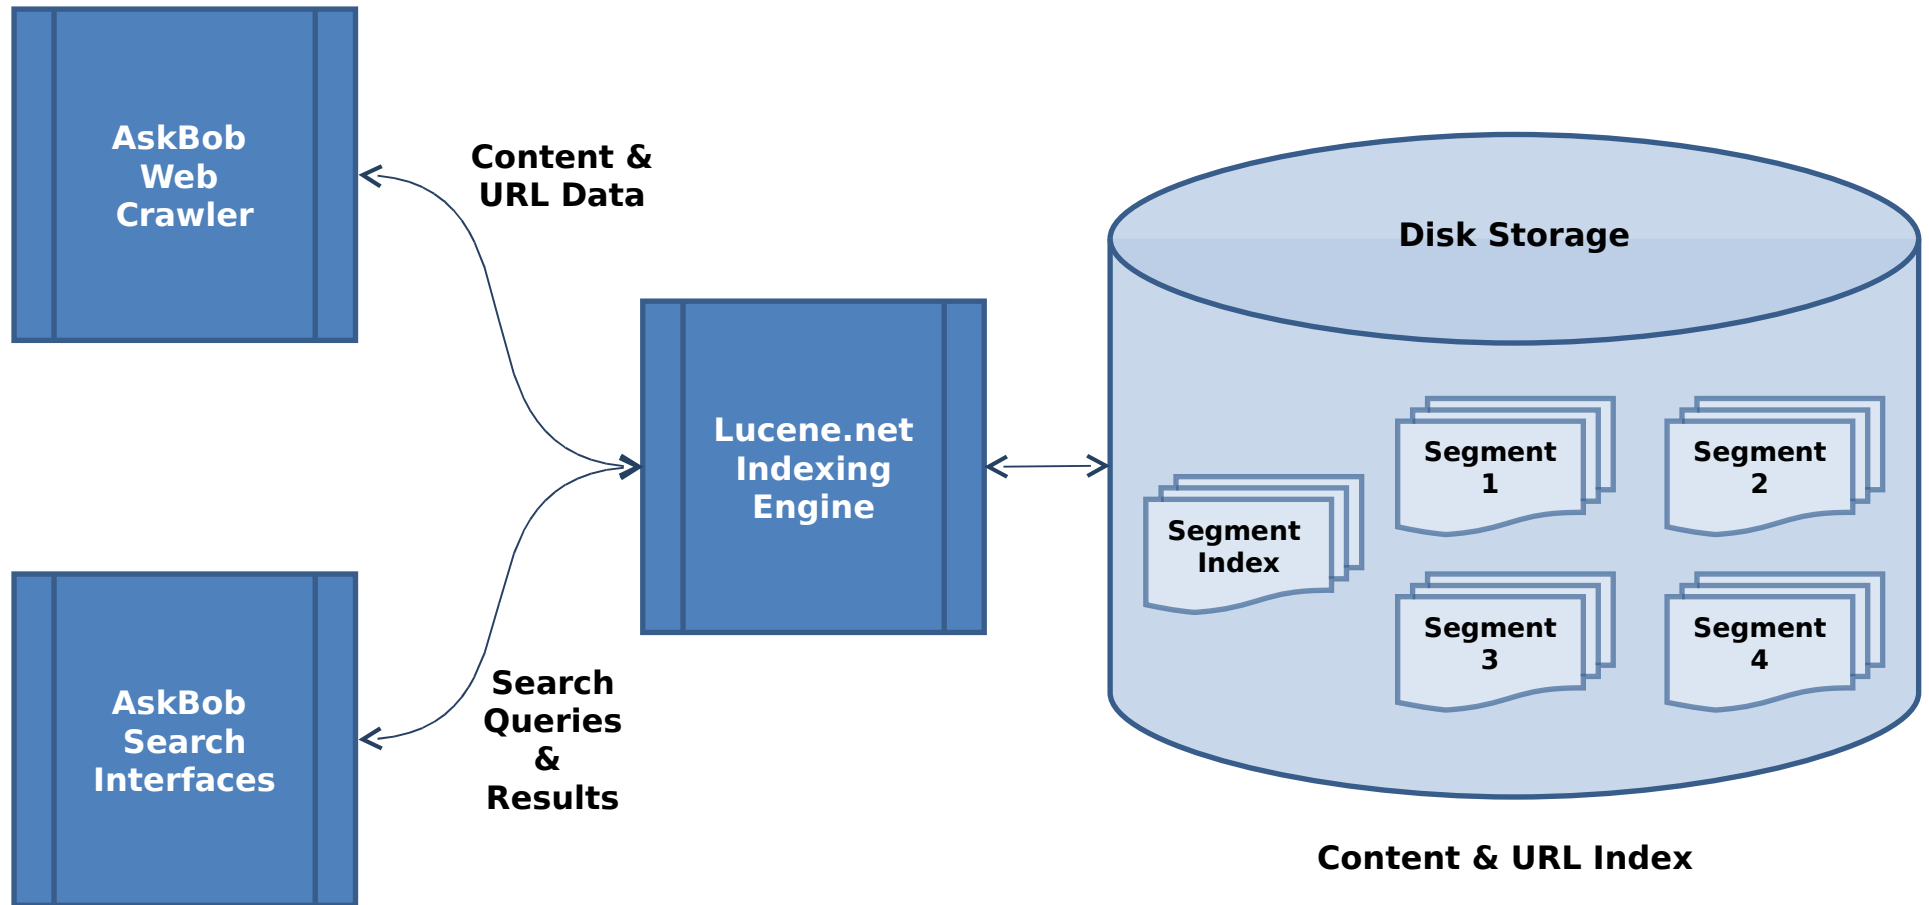 AskBob
Web
Crawler
Content &
URL Data
AskBob
Search
Interfaces
Search
Queries
&
Results
Lucene.net
Indexing
Engine
Disk Storage
Segment
Index
Segment
1
Segment
2
Segment
3
Segment
4
Content & URL Index